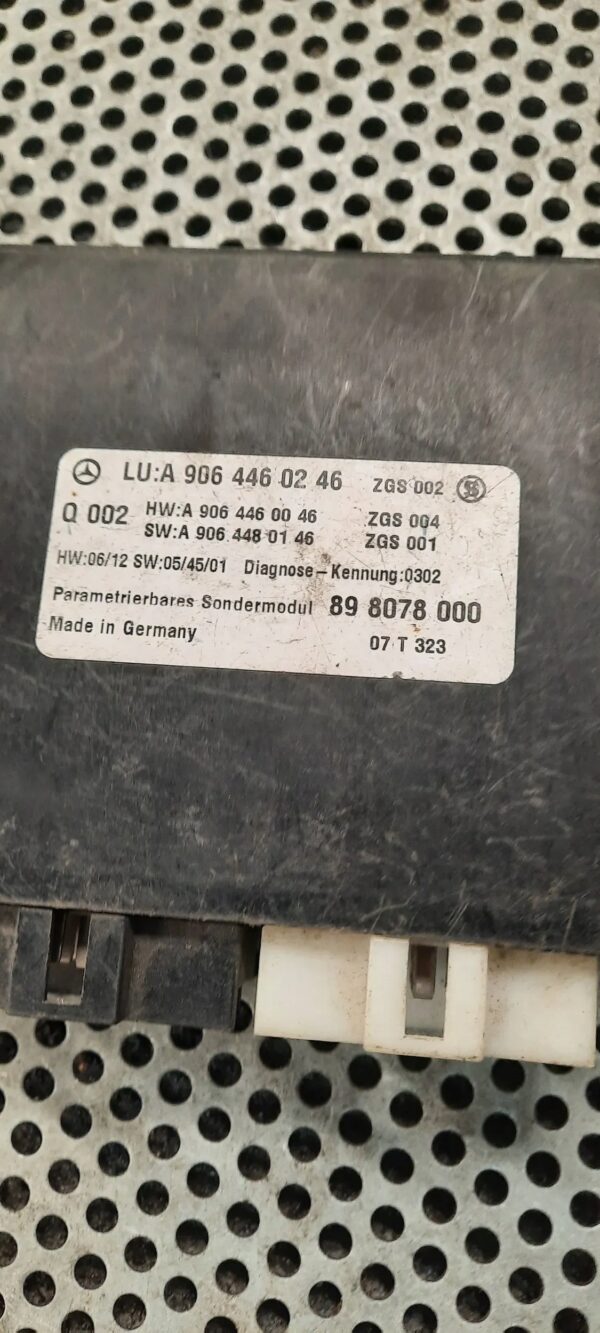 LU:A 906 446 02 46 ZGS 002
Q 002 HW:A 906 446 00 46 ZGS 004
SW:A 906 448 01 46 ZGS 001
HW:06/12 SW:05/45/01 Diagnose-Kennung:0302
Parametrierbares Sondermodul 89 8078 000
Made in Germany 07 T 323